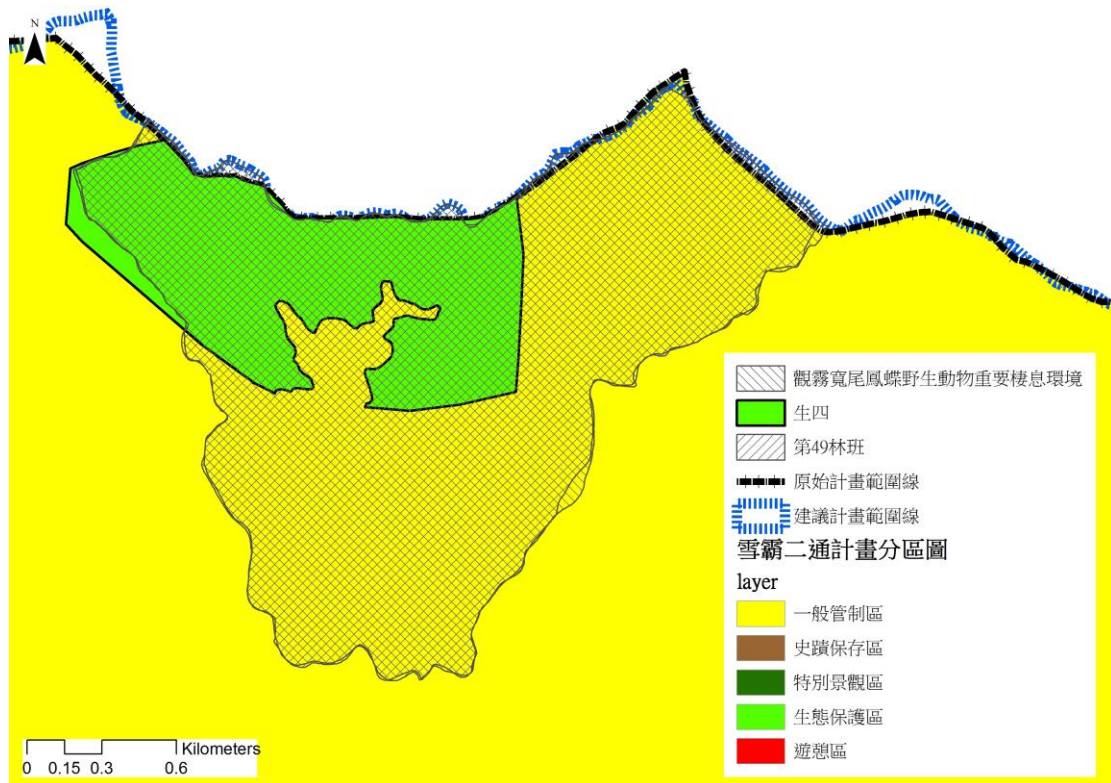 N
觀霧寬尾鳳蝶野生動物重要棲息環境
生四
第49林班
原始計畫範圍線
建議計畫範圍線
雪霸二通計畫分區圖
layer
一般管制區
史蹟保存區
特別景觀區
生態保護區
遊憩區
Kilometers
0 0.15 0.3 0.6